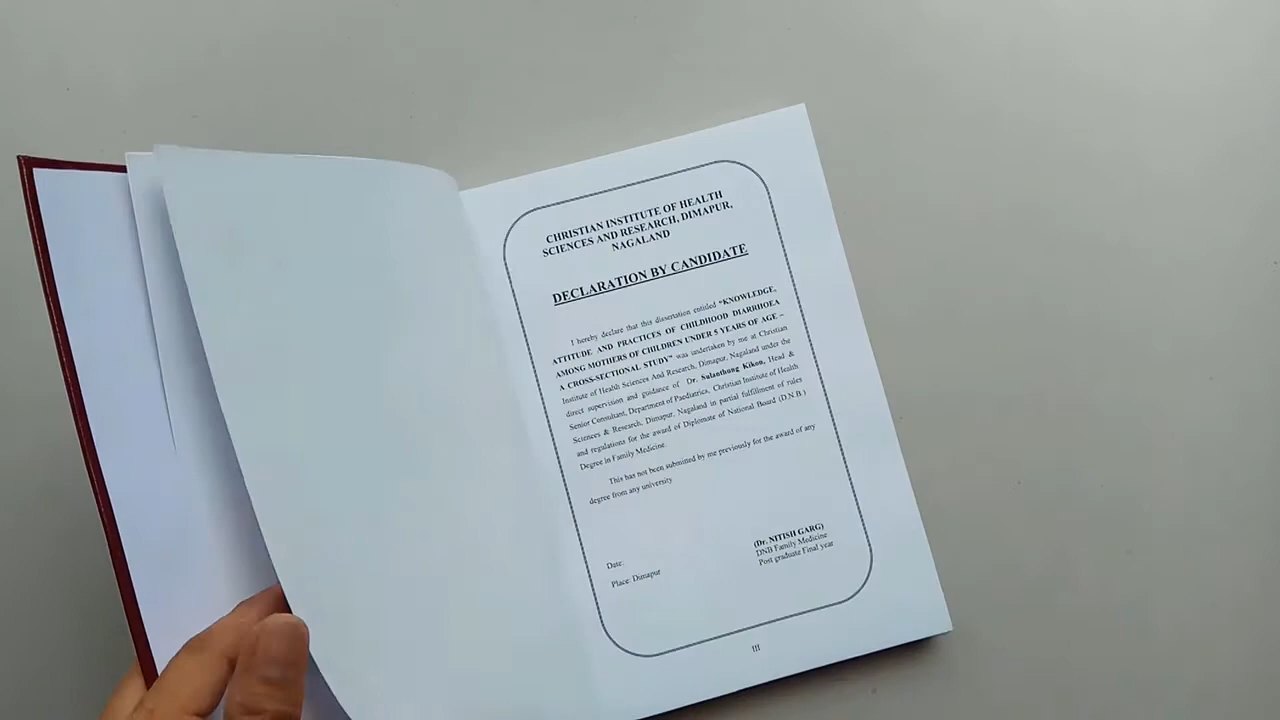 CHRISTIAN INSTITUTE OF HEALTH
SCIENCES AND RESEARCH, DIMAPUR,
NAGALAND
DECLARATION BY CANDIDATE
I hereby declare that this dissertation entitled “KNOWLEDGE,
ATTITUDE AND PRACTICES OF CHILDHOOD DIARRHOEA
AMONG MOTHERS OF CHILDREN UNDER 5 YEARS OF AGE –
A CROSS-SECTIONAL STUDY” was undertaken by me at Christian
Institute of Health Sciences And Research, Dimapur, Nagaland under the
direct supervision and guidance of Dr. Sulanthung Kikon, Head &
Senior Consultant, Department of Paediatrics, Christian Institute of Health
Sciences & Research, Dimapur, Nagaland in partial fulfillment of rules
and regulations for the award of Diplomate of National Board (D.N.B.)
Degree in Family Medicine.
This has not been submitted by me previously for the award of any
degree from any university
(Dr. NITISH GARG)
DNB Family Medicine
Post graduate Final year
Date:
Place: Dimapur
III